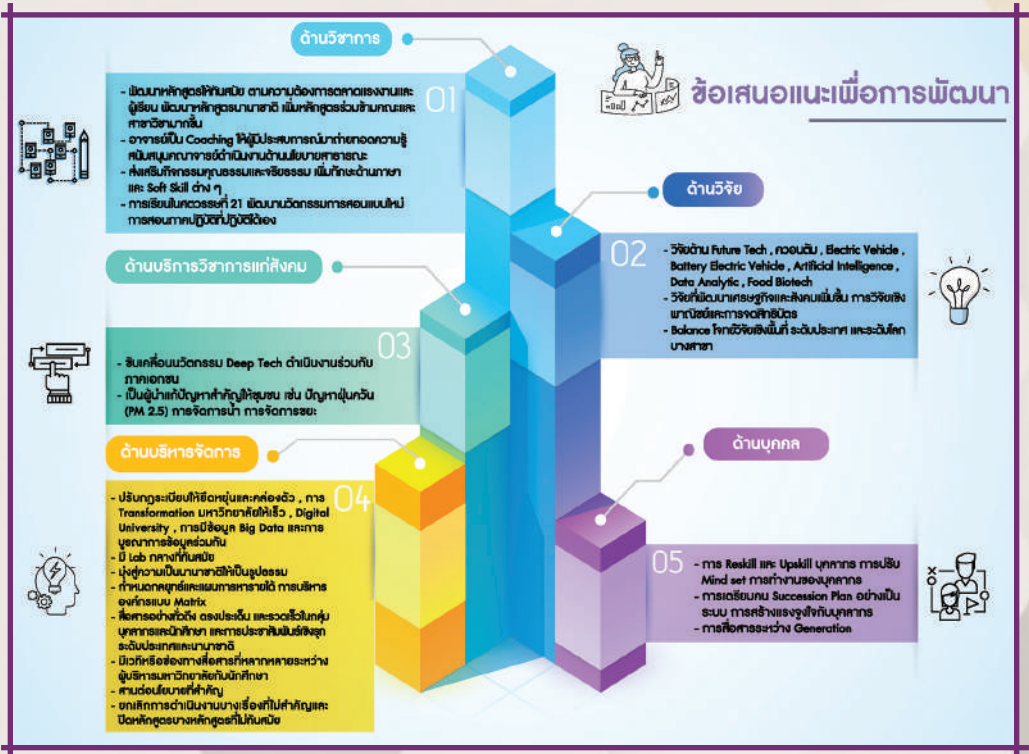 ข้อเสนอแนะเพื่อการพัฒนา
ด้านวิชาการ
01
- พัฒนาหลักสูตรให้ทันสมัย ตามความต้องการตลาดแรงงานและ
ผู้เรียน พัฒนาหลักสูตรนานาชาติ เพิ่มหลักสูตรร่วมข้ามคณะและ
สาขาวิชามากขึ้น
- อาจารย์เป็น Coaching ให้ผู้มีประสบการณ์มาถ่ายทอดความรู้
สนับสนุนคณาจารย์ดำเนินงานด้านนโยบายสาธารณะ
- ส่งเสริมกิจกรรมคุณธรรมและจริยธรรม เพิ่มทักษะด้านภาษา
และ Soft Skill ต่าง ๆ
- การเรียนในศตวรรษที่ 21 พัฒนานวัตกรรมการสอนแบบใหม่
การสอนภาคปฏิบัติที่ปฏิบัติได้เอง
ด้านวิจัย
02
- วิจัยด้าน Future Tech , ควอนตัม , Electric Vehicle ,
Battery Electric Vehicle , Artificial Intelligence ,
Data Analytic , Food Biotech
- วิจัยที่พัฒนาเศรษฐกิจและสังคมเพิ่มขึ้น การวิจัยเชิง
พาณิชย์และการจดสิทธิบัตร
- Balance โจทย์วิจัยเชิงพื้นที่ ระดับประเทศ และระดับโลก
บางสาขา
ด้านบริการวิชาการแก่สังคม
03
- ขับเคลื่อนนวัตกรรม Deep Tech ดำเนินงานร่วมกับ
ภาคเอกชน
- เป็นผู้นำแก้ปัญหาสำคัญให้ชุมชน เช่น ปัญหาฝุ่นควัน
(PM 2.5) การจัดการน้ำ การจัดการขยะ
ด้านบริหารจัดการ
04
- ปรับกฎระเบียบให้ยืดหยุ่นและคล่องตัว , การ
Transformation มหาวิทยาลัยให้เร็ว , Digital
University , การมีข้อมูล Big Data และการ
บูรณาการข้อมูลร่วมกัน
- มี Lab กลางที่ทันสมัย
- มุ่งสู่ความเป็นนานาชาติให้เป็นรูปธรรม
- กำหนดกลยุทธ์และแผนการหารายได้ การบริหาร
องค์กรแบบ Matrix
- สื่อสารอย่างทั่วถึง ตรงประเด็น และรวดเร็วในกลุ่ม
บุคลากรและนักศึกษา และการประชาสัมพันธ์เชิงรุก
ระดับประเทศและนานาชาติ
- มีเวทีหรือช่องทางสื่อสารที่หลากหลายระหว่าง
ผู้บริหารมหาวิทยาลัยกับนักศึกษา
- สานต่อนโยบายที่สำคัญ
- ยกเลิกการดำเนินงานบางเรื่องที่ไม่สำคัญและ
ปิดหลักสูตรบางหลักสูตรที่ไม่ทันสมัย
ด้านบุคคล
05
- การ Reskill และ Upskill บุคลากร การปรับ
Mind set การทำงานของบุคลากร
- การเตรียมคน Succession Plan อย่างเป็น
ระบบ การสร้างแรงจูงใจกับบุคลากร
- การสื่อสารระหว่าง Generation